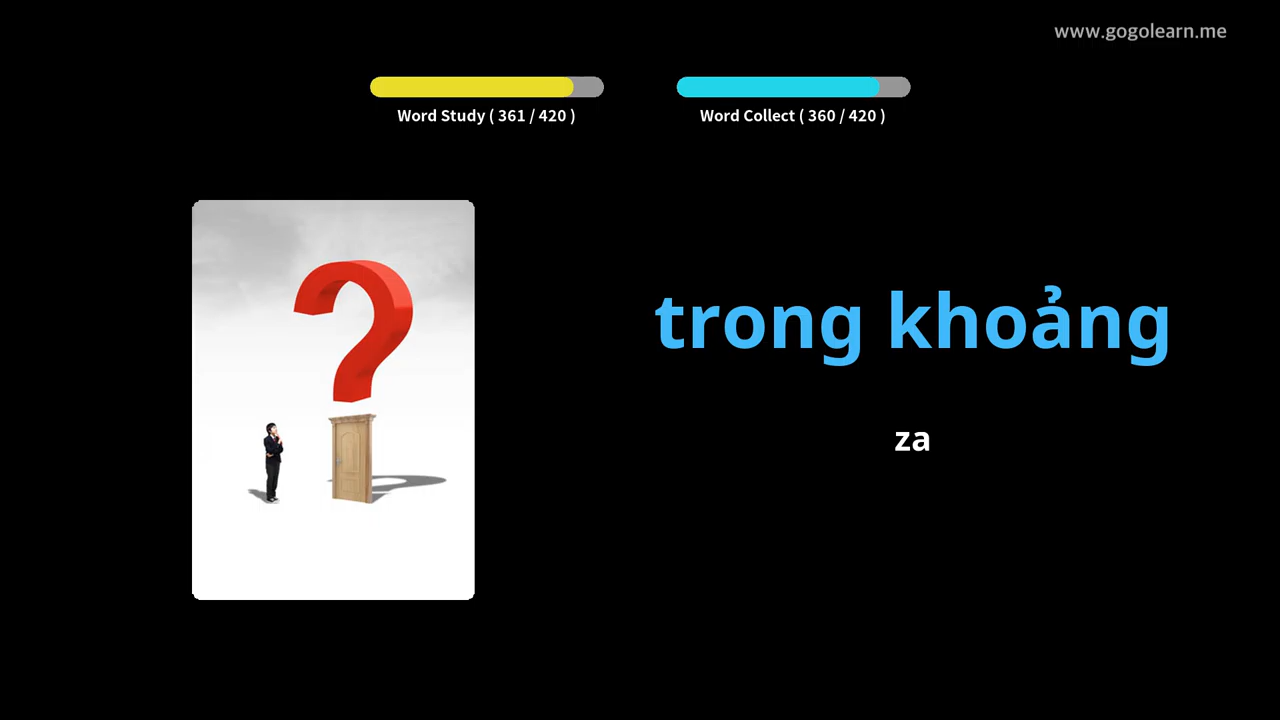 www.gogolearn.me
Word Study ( 361 / 420 )
Word Collect ( 360 / 420 )
trong khoảng
za